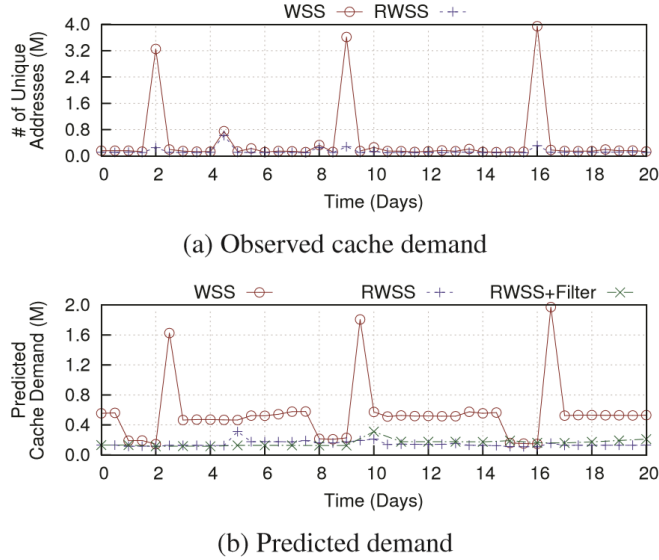 WSS RWSS
4.0
3.2
2.4
1.6
0.8
0.0
# of Unique
Addresses (M)
0 2 4 6 8 10 12 14 16 18 20
Time (Days)
(a) Observed cache demand
WSS RWSS RWSS+Filter
2.0
1.6
1.2
0.8
0.4
0.0
Predicted
Cache Demand (M)
0 2 4 6 8 10 12 14 16 18 20
Time (Days)
(b) Predicted demand